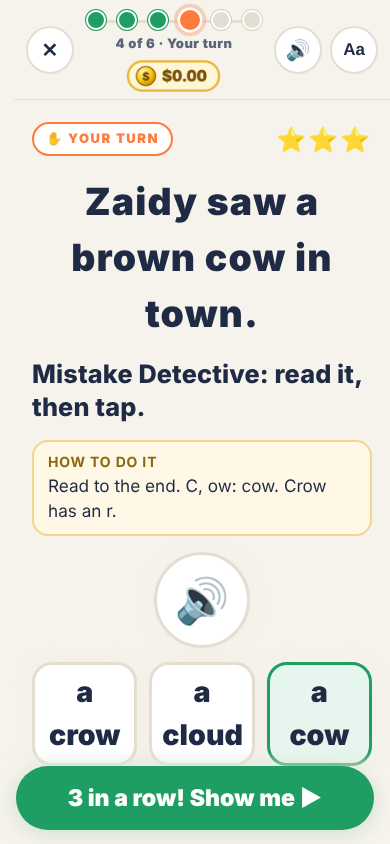 4 of 6 · Your turn
$0.00
Aa
YOUR TURN
Zaidy saw a
brown cow in
town.
Mistake Detective: read it,
then tap.
HOW TO DO IT
Read to the end. C, ow: cow. Crow
has an r.
a
crow
a
cloud
a
cow
3 in a row! Show me ▶